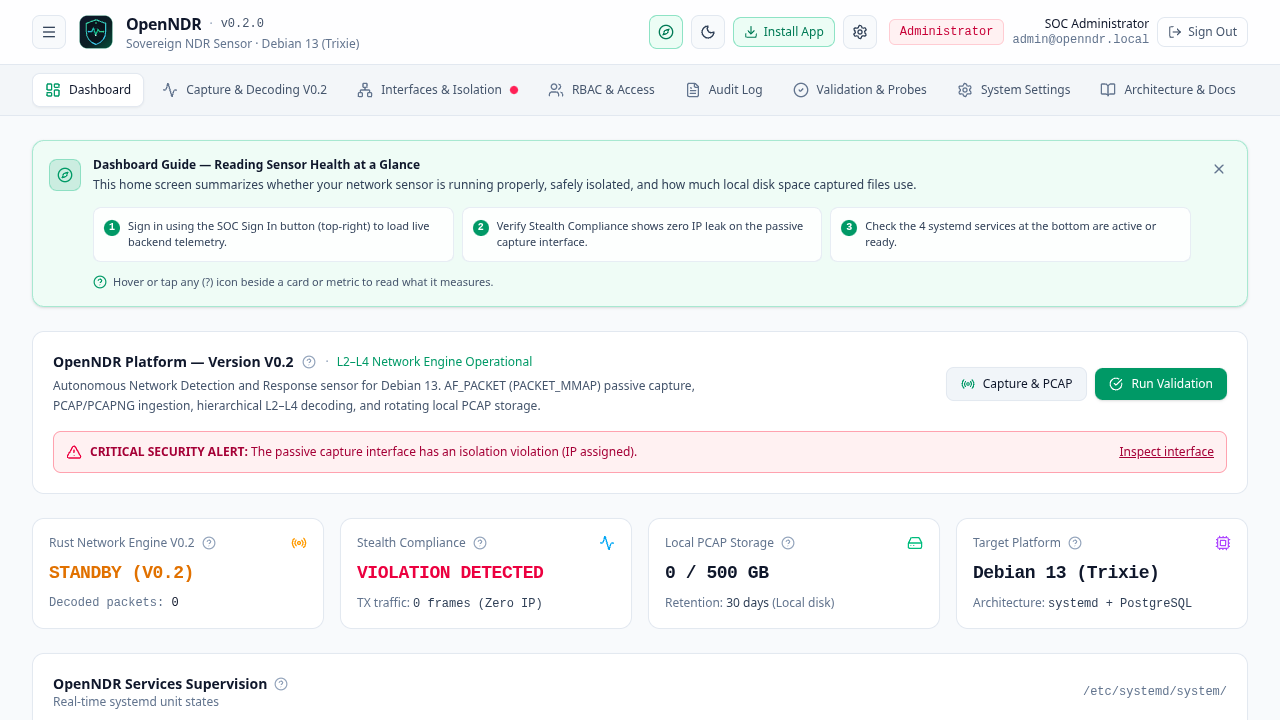 OpenNDR · v0.2.0
Sovereign NDR Sensor · Debian 13 (Trixie)
Install App
Administrator
SOC Administrator
admin@openndr.local
Sign Out
Dashboard
Capture & Decoding V0.2
Interfaces & Isolation
RBAC & Access
Audit Log
Validation & Probes
System Settings
Architecture & Docs
Dashboard Guide — Reading Sensor Health at a Glance
This home screen summarizes whether your network sensor is running properly, safely isolated, and how much local disk space captured files use.
1 Sign in using the SOC Sign In button (top-right) to load live
backend telemetry.
2 Verify Stealth Compliance shows zero IP leak on the passive
capture interface.
3 Check the 4 systemd services at the bottom are active or
ready.
Hover or tap any (?) icon beside a card or metric to read what it measures.
OpenNDR Platform — Version V0.2 · L2–L4 Network Engine Operational
Autonomous Network Detection and Response sensor for Debian 13. AF_PACKET (PACKET_MMAP) passive capture,
PCAP/PCAPNG ingestion, hierarchical L2–L4 decoding, and rotating local PCAP storage.
Capture & PCAP
Run Validation
CRITICAL SECURITY ALERT: The passive capture interface has an isolation violation (IP assigned).
Inspect interface
Rust Network Engine V0.2
STANDBY (V0.2)
Decoded packets: 0
Stealth Compliance
VIOLATION DETECTED
TX traffic: 0 frames (Zero IP)
Local PCAP Storage
0 / 500 GB
Retention: 30 days (Local disk)
Target Platform
Debian 13 (Trixie)
Architecture: systemd + PostgreSQL
OpenNDR Services Supervision
Real-time systemd unit states
/etc/systemd/system/